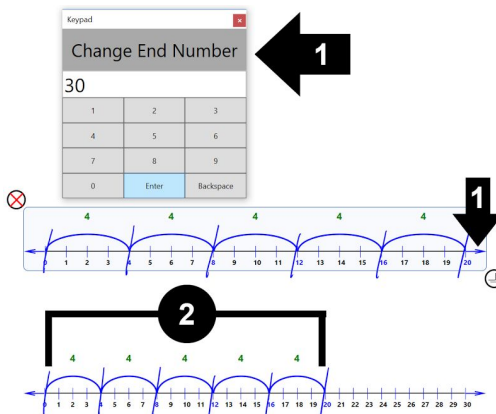 Keypad ×
Change End Number
1
30
1 2 3
4 5 6
7 8 9
0 Enter Backspace
1
4 4 4 4 4
0 1 2 3 4 5 6 7 8 9 10 11 12 13 14 15 16 17 18 19 20
2
4 4 4 4 4
0 1 2 3 4 5 6 7 8 9 10 11 12 13 14 15 16 17 18 19 20 21 22 23 24 25 26 27 28 29 30